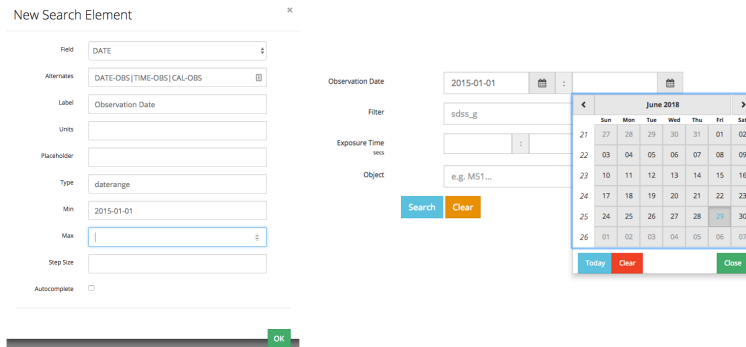 New Search Element
×
Field
DATE
Alternates
DATE-OBS|TIME-OBS|CAL-OBS
Label
Observation Date
Units
Placeholder
Type
daterange
Min
2015-01-01
Max
Step Size
Autocomplete
OK
Observation Date
2015-01-01
:
Filter
sdss_g
Exposure Time
secs
:
Object
e.g. M51...
Search
Clear
June 2018
Sun Mon Tue Wed Thu Fri Sat
21 27 28 29 30 31 01 02
22 03 04 05 06 07 08 09
23 10 11 12 13 14 15 16
24 17 18 19 20 21 22 23
25 24 25 26 27 28 29 30
26 01 02 03 04 05 06 07
Today
Clear
Close